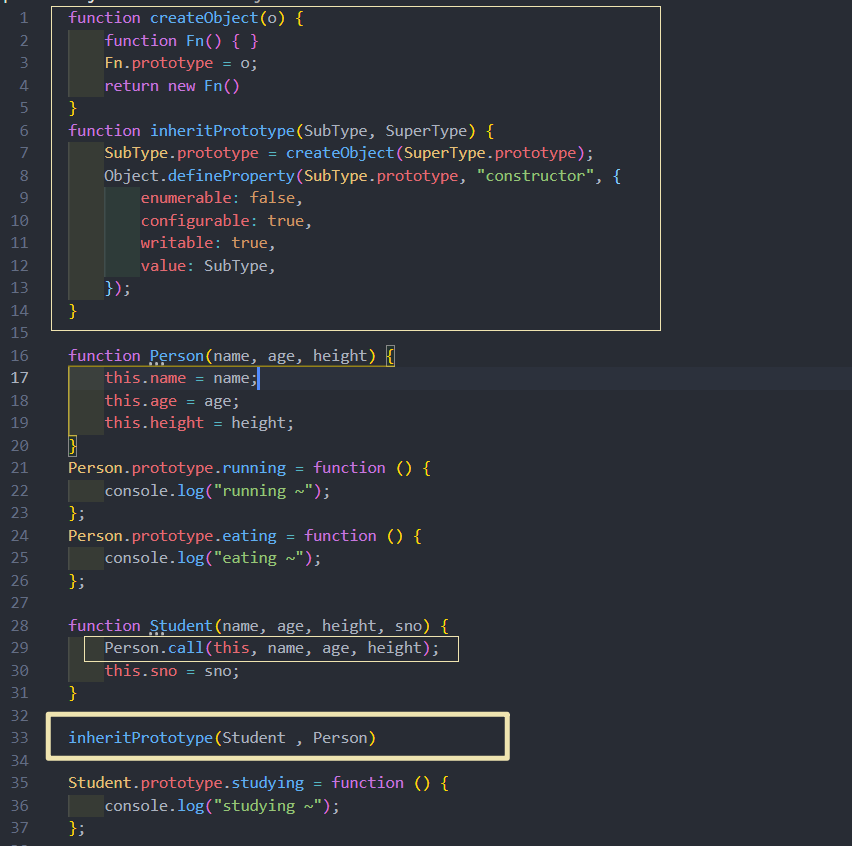 1 function createObject(o) {
2     function Fn() { }
3     Fn.prototype = o;
4     return new Fn()
5 }
6 function inheritPrototype(SubType, SuperType) {
7     SubType.prototype = createObject(SuperType.prototype);
8     Object.defineProperty(SubType.prototype, "constructor", {
9         enumerable: false,
10         configurable: true,
11         writable: true,
12         value: SubType,
13     });
14 }
15
16 function Person(name, age, height) {
17     this.name = name;
18     this.age = age;
19     this.height = height;
20 }
21 Person.prototype.running = function () {
22     console.log("running ~");
23 };
24 Person.prototype.eating = function () {
25     console.log("eating ~");
26 };
27
28 function Student(name, age, height, sno) {
29     Person.call(this, name, age, height);
30     this.sno = sno;
31 }
32
33 inheritPrototype(Student , Person)
34
35 Student.prototype.studying = function () {
36     console.log("studying ~");
37 };